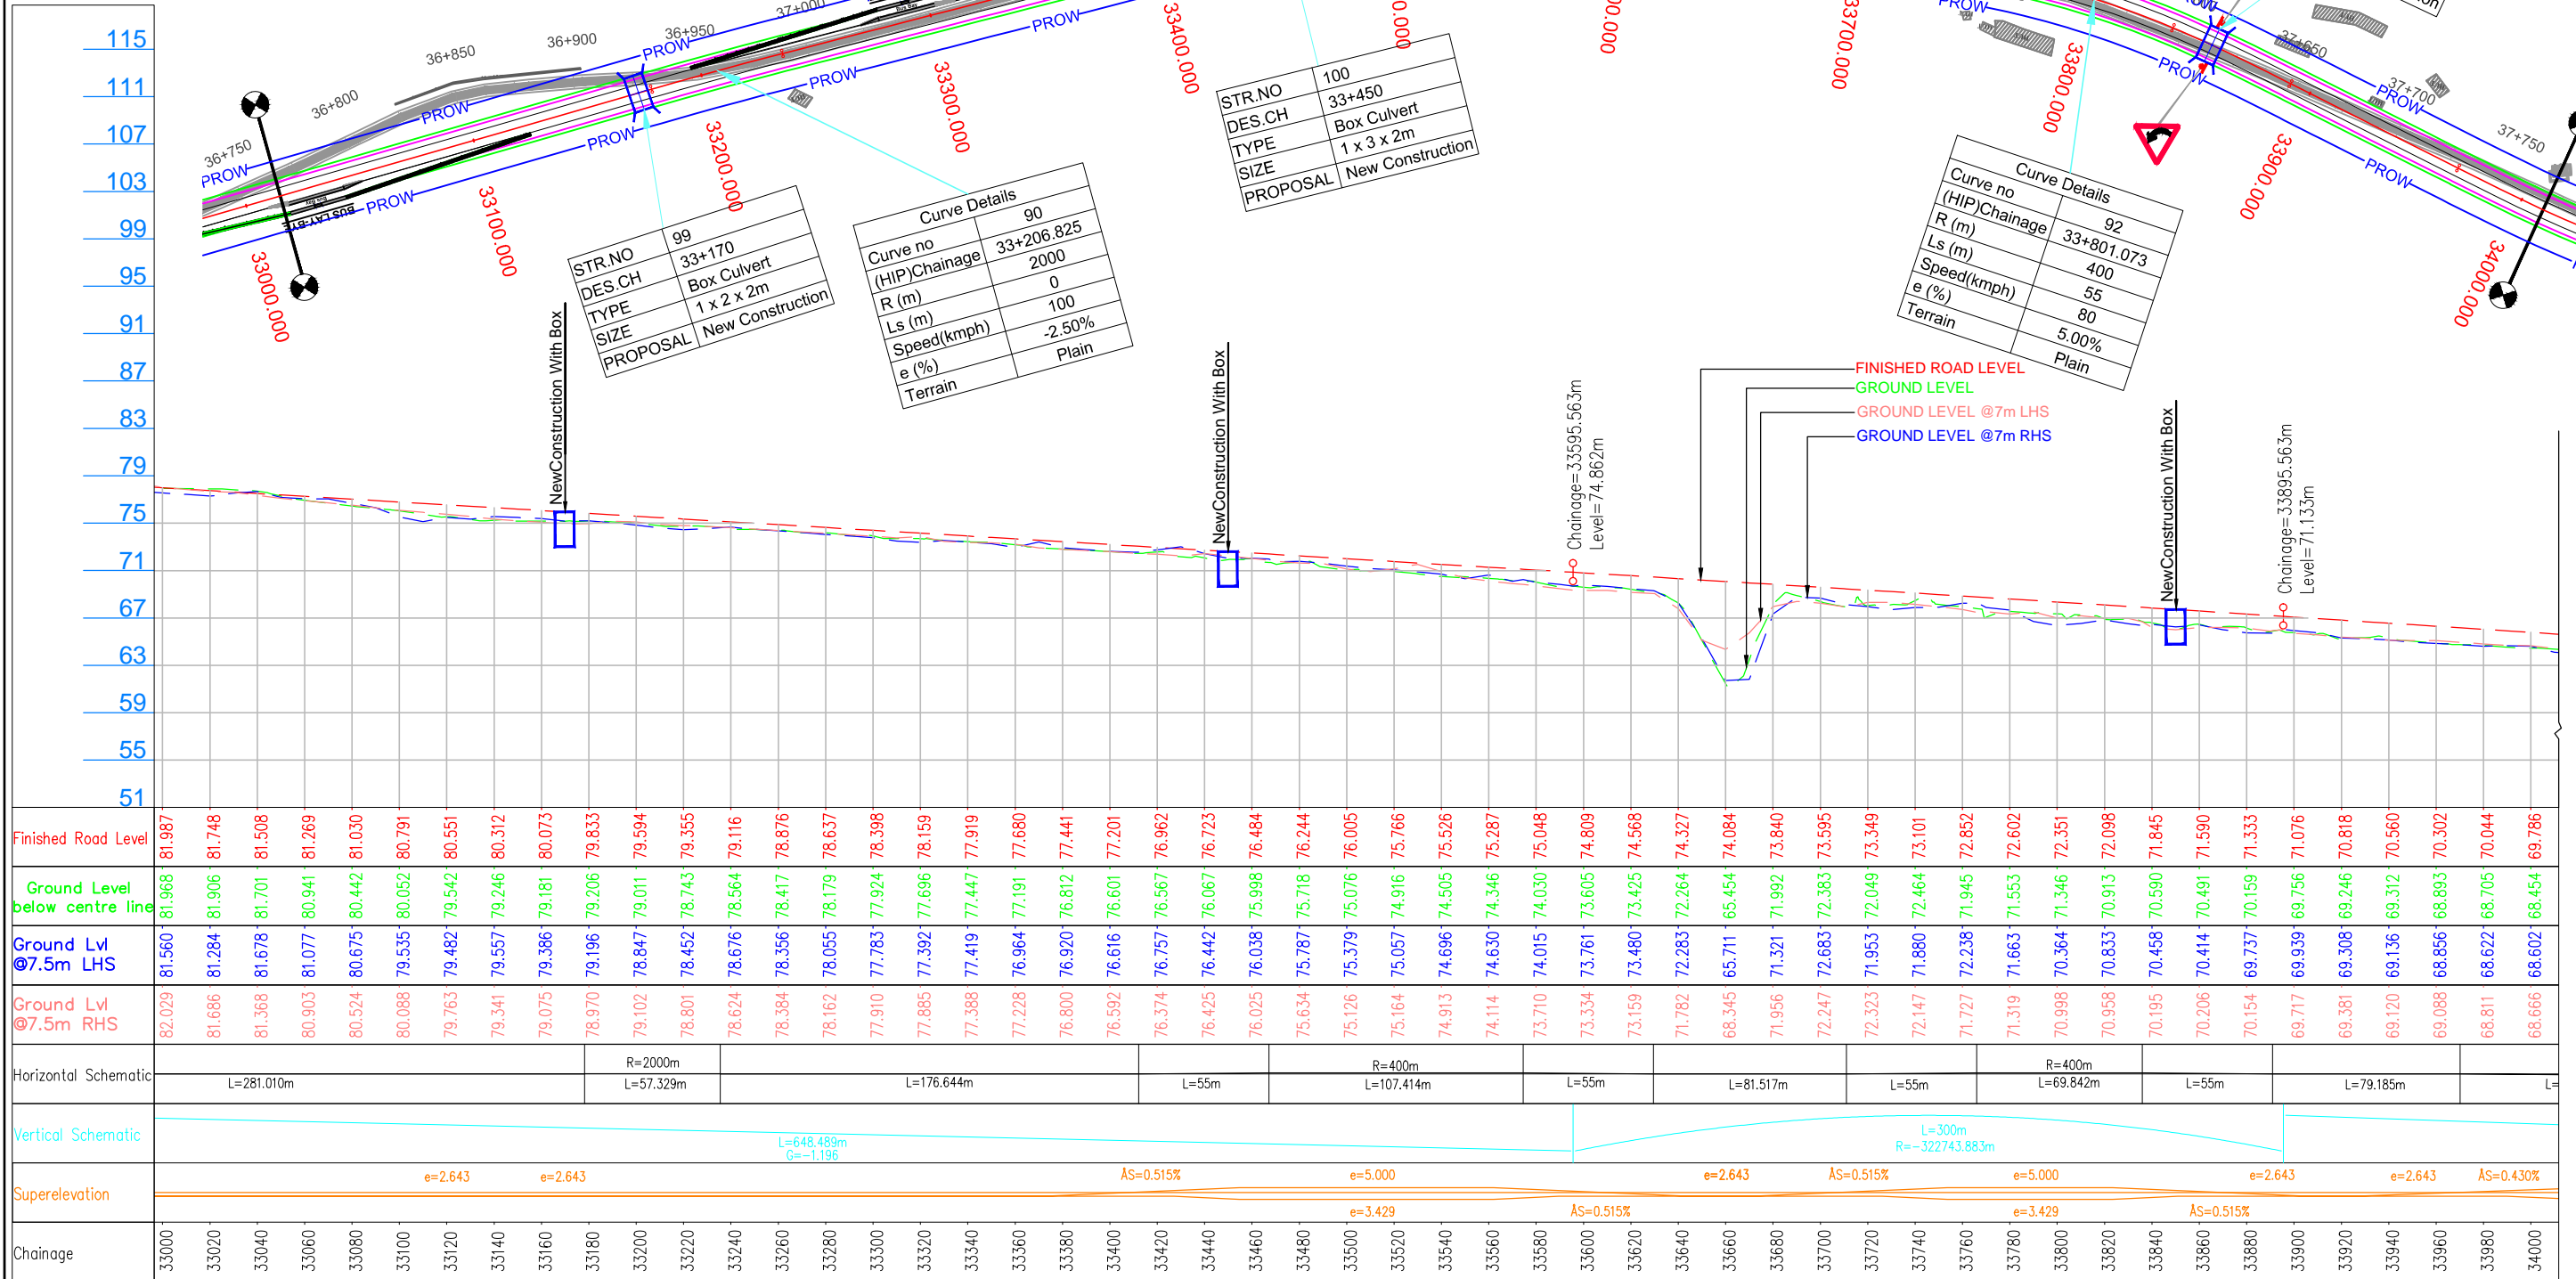 115
111
107
103
99
95
91
87
83
79
75
71
67
63
59
55
51
36+750
36+800
36+850
36+900
36+950
37+000
37+650
37+700
37+750
PROW
PROW
PROW
PROW
PROW
PROW
PROW
PROW
PROW
PROW
PROW
PROW
BUS LAY-BYE
33000.000
33100.000
33200.000
33300.000
33400.000
33700.000
33800.000
33900.000
34000.000
STR.NO 99
DES.CH 33+170
TYPE Box Culvert
SIZE 1 x 2 x 2m
PROPOSAL New Construction
Curve Details
Curve no 90
(HIP)Chainage 33+206.825
R (m) 2000
Ls (m) 0
Speed(kmph) 100
e (%) -2.50%
Terrain Plain
STR.NO 100
DES.CH 33+450
TYPE Box Culvert
SIZE 1 x 3 x 2m
PROPOSAL New Construction
Curve Details
Curve no 92
(HIP)Chainage 33+801.073
R (m) 400
Ls (m) 55
Speed(kmph) 80
e (%) 5.00%
Terrain Plain
NewConstruction With Box
NewConstruction With Box
NewConstruction With Box
Chainage=33595.563m
Level=74.862m
Chainage=33895.563m
Level=71.133m
FINISHED ROAD LEVEL
GROUND LEVEL
GROUND LEVEL @7m LHS
GROUND LEVEL @7m RHS
Finished Road Level 81.987 81.748 81.508 81.269 81.030 80.791 80.551 80.312 80.073 79.833 79.594 79.355 79.116 78.876 78.637 78.398 78.159 77.919 77.680 77.441 77.201 76.962 76.723 76.484 76.244 76.005 75.766 75.526 75.287 75.048 74.809 74.568 74.327 74.084 73.840 73.595 73.349 73.101 72.852 72.602 72.351 72.098 71.845 71.590 71.333 71.076 70.818 70.560 70.302 70.044 69.786
Ground Level
below centre line 81.968 81.906 81.701 80.941 80.442 80.052 79.542 79.246 79.181 79.206 79.011 78.743 78.564 78.417 78.179 77.924 77.696 77.447 77.191 76.812 76.601 76.567 76.067 75.998 75.718 75.076 74.916 74.505 74.346 74.030 73.605 73.425 72.264 65.454 71.992 72.383 72.049 72.464 71.945 71.553 71.346 70.913 70.590 70.491 70.159 69.756 69.246 69.312 68.893 68.705 68.454
Ground Lvl
@7.5m LHS 81.560 81.284 81.678 81.077 80.675 79.535 79.482 79.557 79.386 79.196 78.847 78.452 78.676 78.356 78.055 77.783 77.392 77.419 76.964 76.920 76.616 76.757 76.442 76.038 75.787 75.379 75.057 74.696 74.630 74.015 73.761 73.480 72.283 65.711 71.321 72.683 71.953 71.880 72.238 71.663 70.364 70.833 70.458 70.414 69.737 69.939 69.308 69.136 68.856 68.622 68.602
Ground Lvl
@7.5m RHS 82.029 81.686 81.368 80.903 80.524 80.088 79.763 79.341 79.075 78.970 79.102 78.801 78.624 78.384 78.162 77.910 77.885 77.388 77.228 76.800 76.592 76.374 76.425 76.025 75.634 75.126 75.164 74.913 74.114 73.710 73.334 73.159 71.782 68.345 71.956 72.247 72.323 72.147 71.727 71.319 70.998 70.958 70.195 70.206 70.154 69.717 69.381 69.120 69.088 68.811 68.666
Horizontal Schematic
R=2000m R=400m R=400m
L=281.010m L=57.329m L=176.644m L=55m L=107.414m L=55m L=81.517m L=55m L=69.842m L=55m L=79.185m L=
Vertical Schematic
L=648.489m
G=-1.196
L=300m
R=-322743.883m
Superelevation
e=2.643 e=2.643 ÅS=0.515% e=5.000 e=2.643 ÅS=0.515% e=5.000 e=2.643 e=2.643 ÅS=0.430%
e=3.429 ÅS=0.515% e=3.429 ÅS=0.515%
Chainage 33000 33020 33040 33060 33080 33100 33120 33140 33160 33180 33200 33220 33240 33260 33280 33300 33320 33340 33360 33380 33400 33420 33440 33460 33480 33500 33520 33540 33560 33580 33600 33620 33640 33660 33680 33700 33720 33740 33760 33780 33800 33820 33840 33860 33880 33900 33920 33940 33960 33980 34000